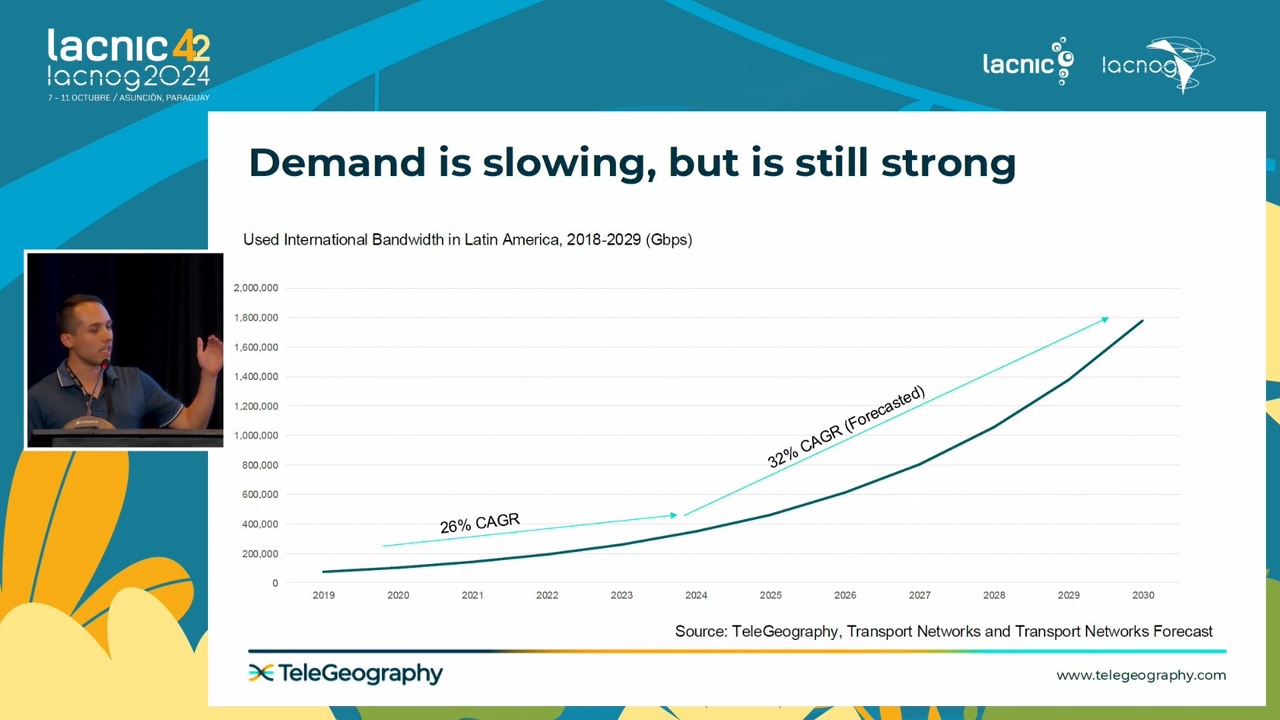 lacnic 42
lacnog2024
7 - 11 OCTUBRE / ASUNCIÓN, PARAGUAY
lacnic
lacnog
Demand is slowing, but is still strong
Used International Bandwidth in Latin America, 2018-2029 (Gbps)
2,000,000
1,800,000
1,600,000
1,400,000
1,200,000
1,000,000
800,000
600,000
400,000
200,000
0
26% CAGR
32% CAGR (Forecasted)
2019 2020 2021 2022 2023 2024 2025 2026 2027 2028 2029 2030
Source: TeleGeography, Transport Networks and Transport Networks Forecast
TeleGeography
www.telegeography.com